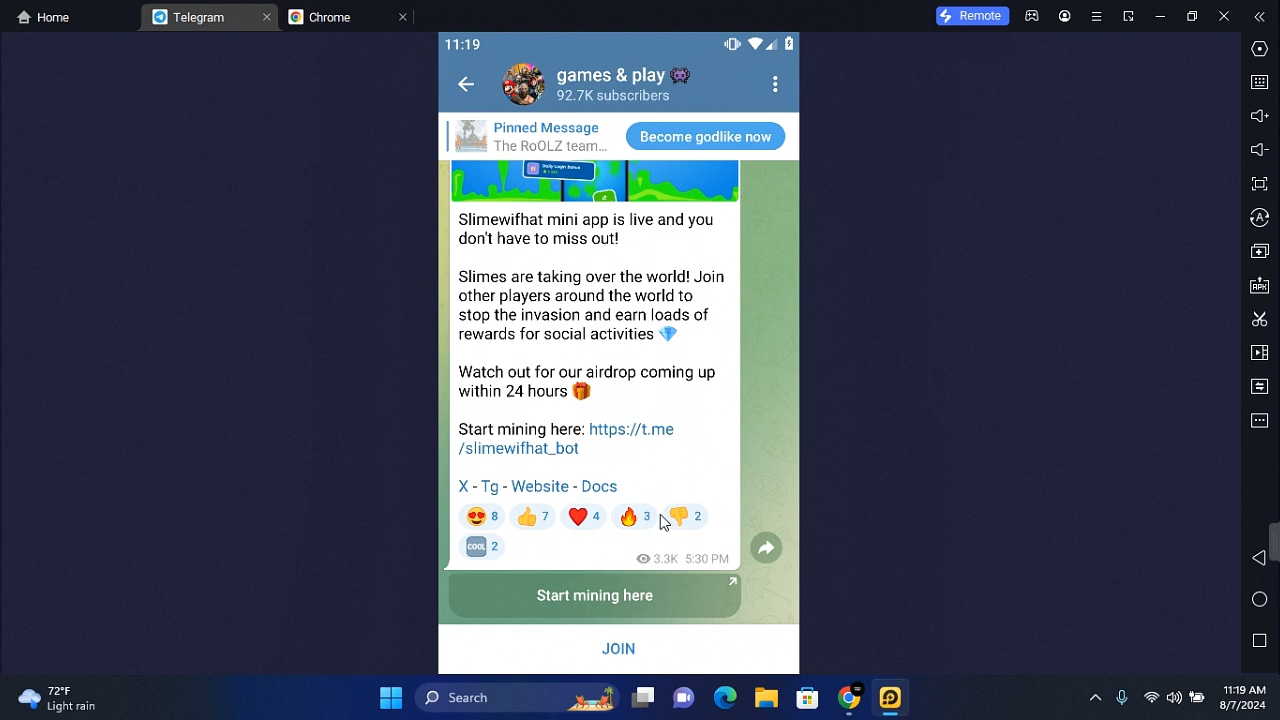 Home
Telegram
Chrome
Remote
11:19
games & play
92.7K subscribers
Pinned Message
The RoOLZ team...
Become godlike now
Daily Login Bonus
Slimewifhat mini app is live and you
don't have to miss out!
Slimes are taking over the world! Join
other players around the world to
stop the invasion and earn loads of
rewards for social activities
Watch out for our airdrop coming up
within 24 hours
Start mining here: https://t.me
/slimewifhat_bot
X - Tg - Website - Docs
8 7 4 3 2
COOL 2
3.3K 5:30 PM
Start mining here
JOIN
APK
72°F
Light rain
Search
8/7/2024